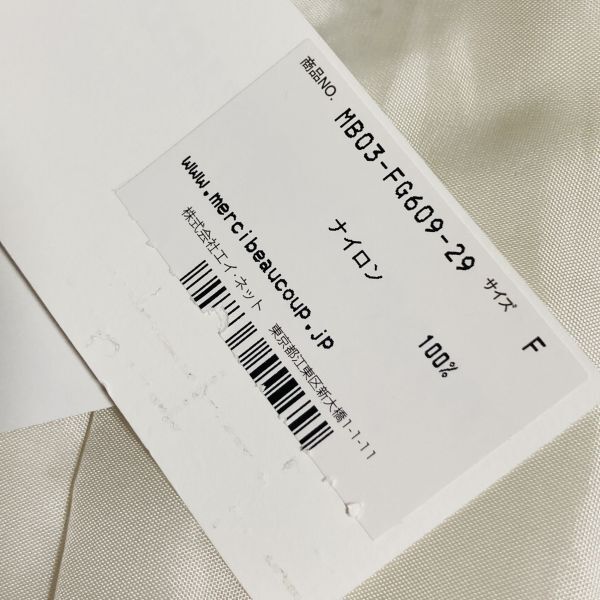 商品NO. MB03-FG609-29 サイズ F
ナイロン 100%
www.mercibeaucoup.jp
株式会社エイ・ネット 東京都江東区新大橋1-1-11